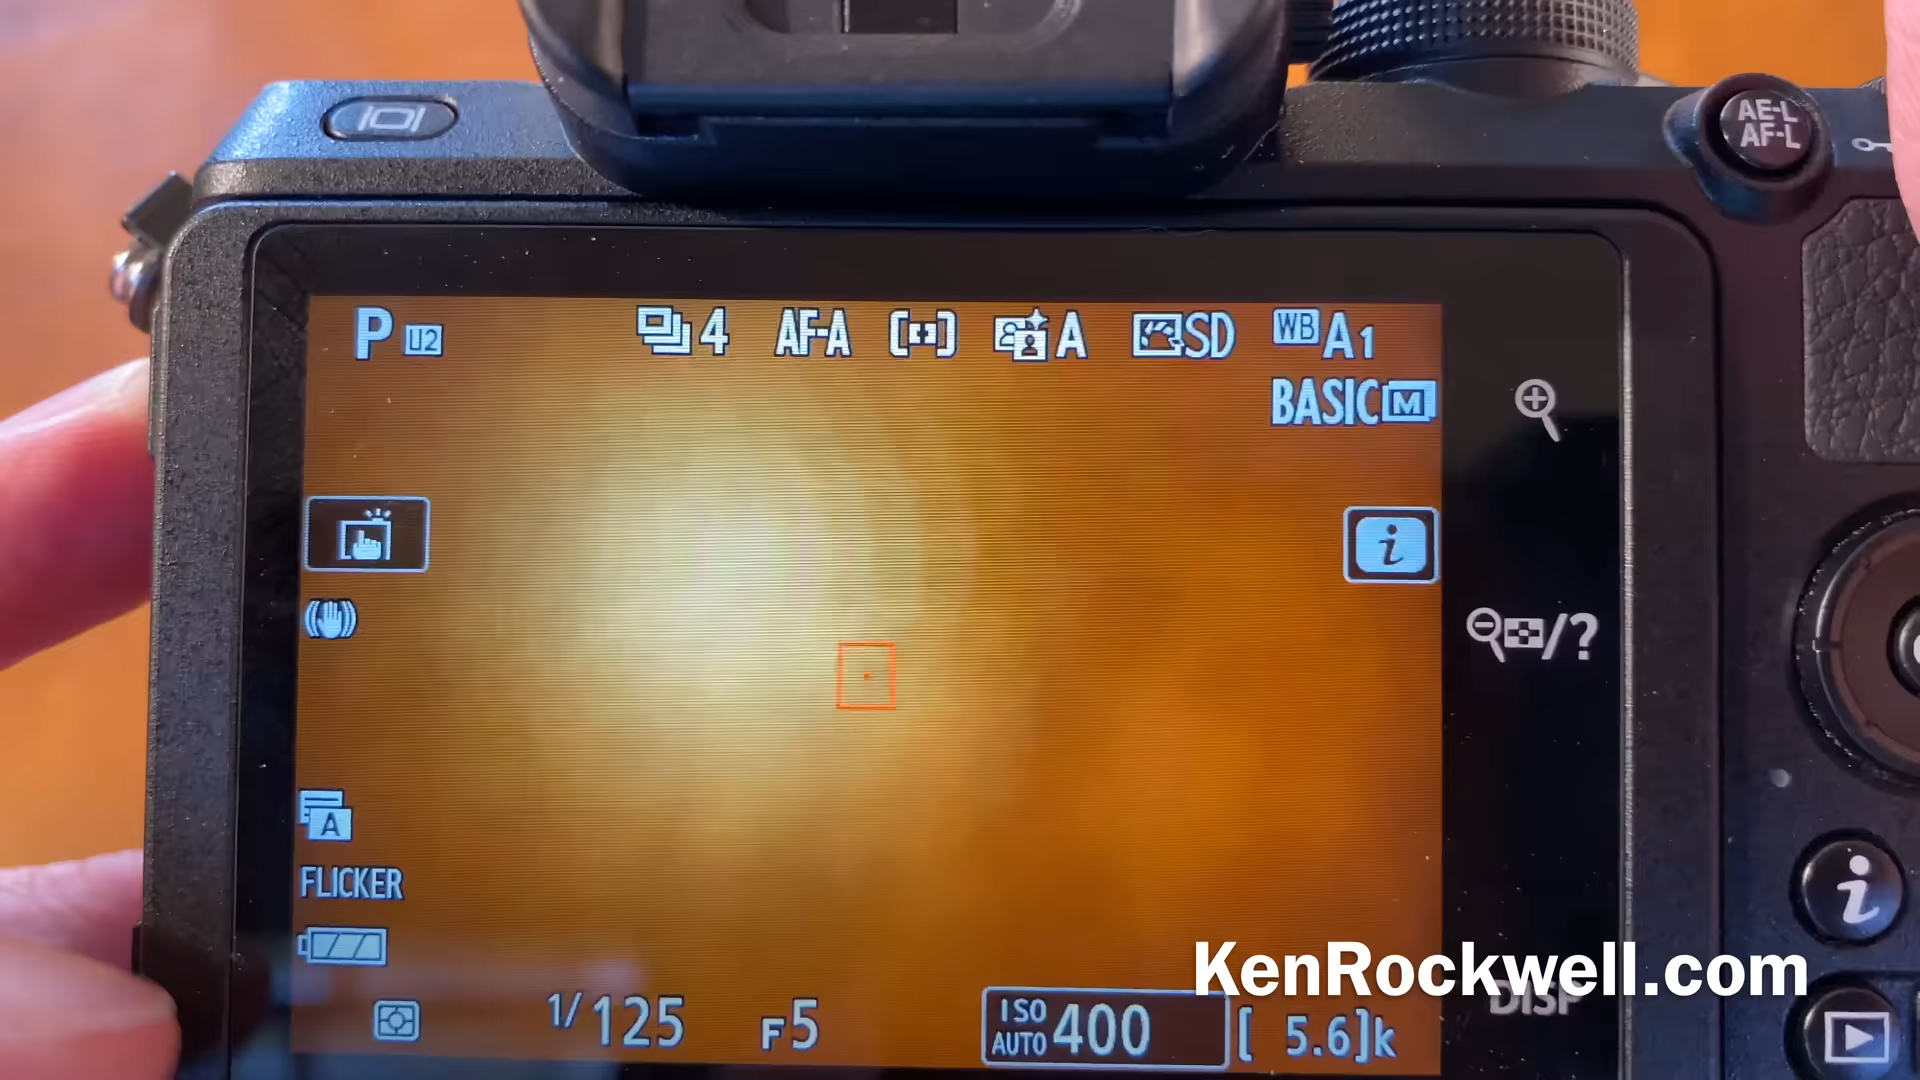 AE-L
AF-L
P U2 4 AF-A A SD WB A1
BASIC M
i
/?
A
FLICKER
1/125 F5 ISO AUTO 400 [ 5.6]k
i
KenRockwell.com
DISP